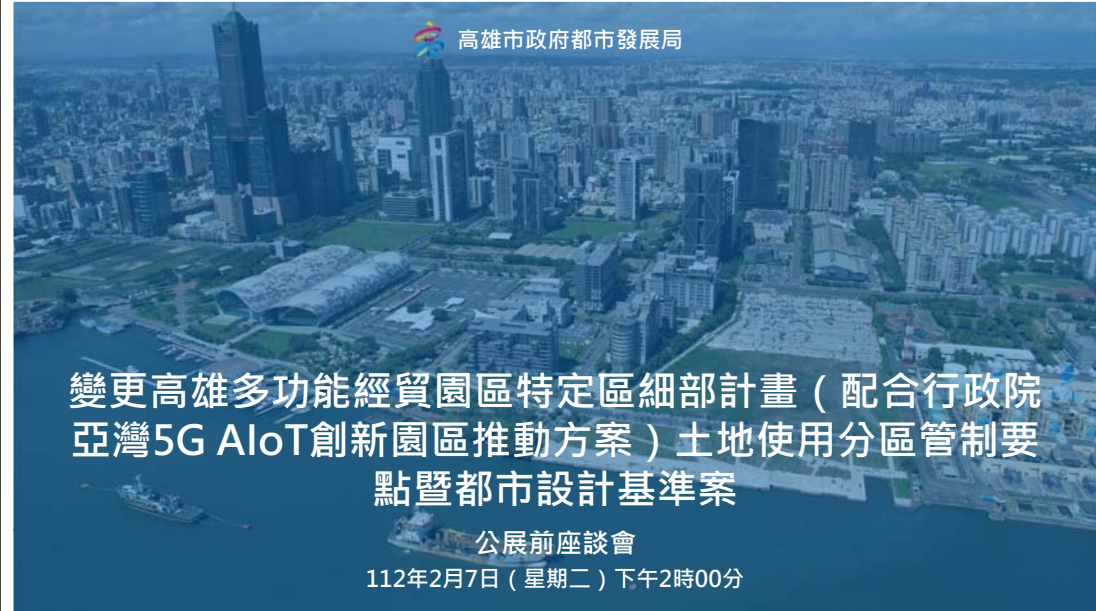 高雄市政府都市發展局
變更高雄多功能經貿園區特定區細部計畫（配合行政院
亞灣5G AIoT創新園區推動方案）土地使用分區管制要
點暨都市設計基準案
公展前座談會
112年2月7日（星期二）下午2時00分